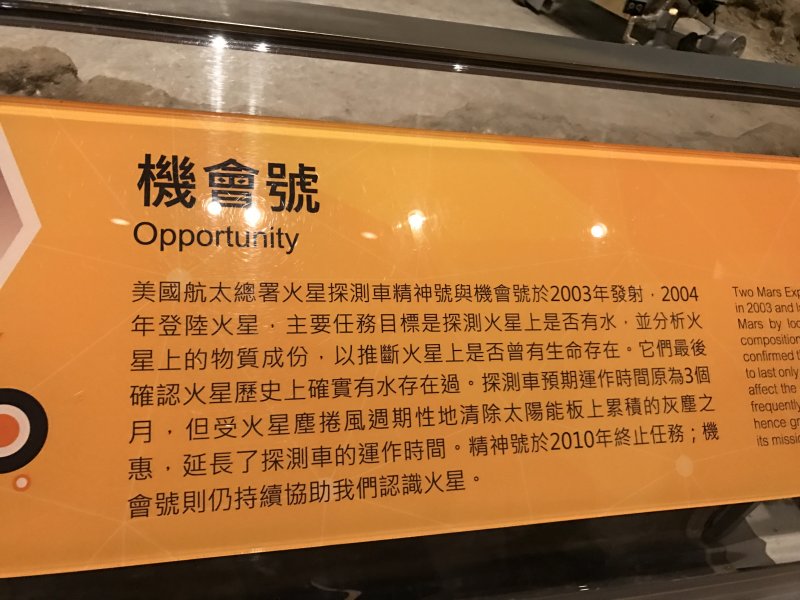 機會號
Opportunity
美國航太總署火星探測車精神號與機會號於2003年發射，2004
年登陸火星，主要任務目標是探測火星上是否有水，並分析火
星上的物質成份，以推斷火星上是否曾有生命存在。它們最後
確認火星歷史上確實有水存在過。探測車預期運作時間原為3個
月，但受火星塵捲風週期性地清除太陽能板上累積的灰塵之
惠，延長了探測車的運作時間。精神號於2010年終止任務；機
會號則仍持續協助我們認識火星。
Two Mars Exp
in 2003 and l
Mars by loo
composition
confirmed t
to last only
affect the
frequently
hence gr
its missi